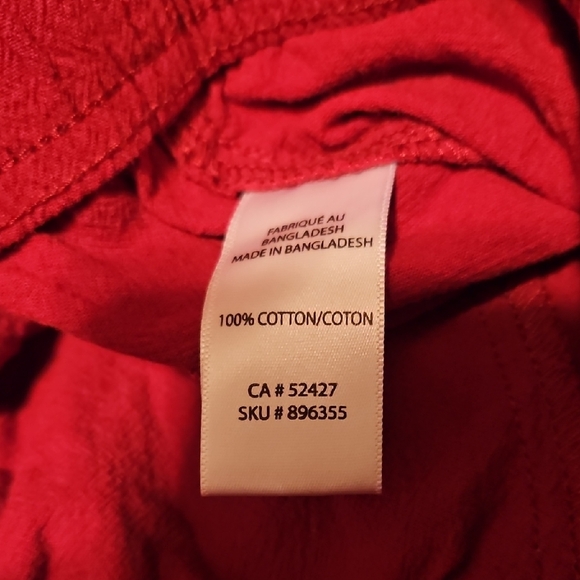 FABRIQUÉ AU
BANGLADESH
MADE IN BANGLADESH
100% COTTON/COTON
CA # 52427
SKU # 896355